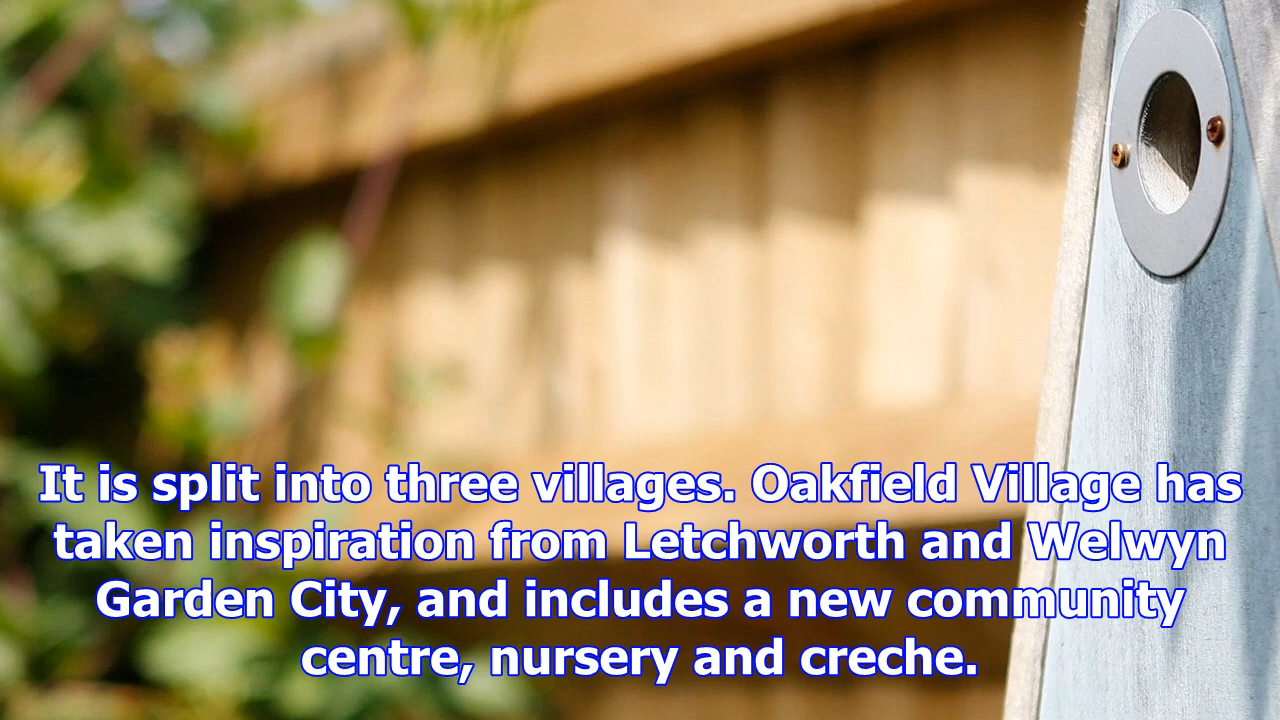 It is split into three villages. Oakfield Village has
taken inspiration from Letchworth and Welwyn
Garden City, and includes a new community
centre, nursery and creche.